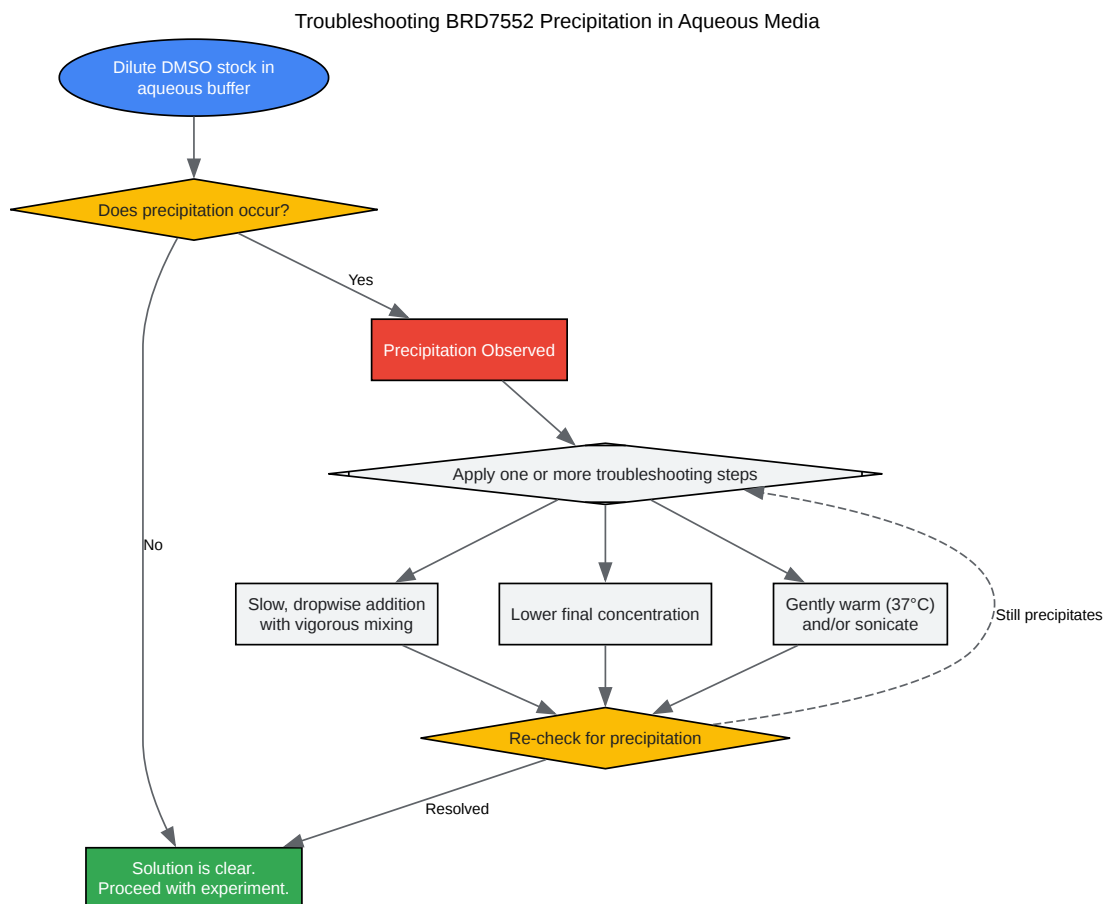 Troubleshooting BRD7552 Precipitation in Aqueous Media
Dilute DMSO stock in
aqueous buffer
Does precipitation occur?
Yes
Precipitation Observed
Apply one or more troubleshooting steps
No
Slow, dropwise addition
with vigorous mixing
Lower final concentration
Gently warm (37°C)
and/or sonicate
Still precipitates
Re-check for precipitation
Resolved
Solution is clear.
Proceed with experiment.